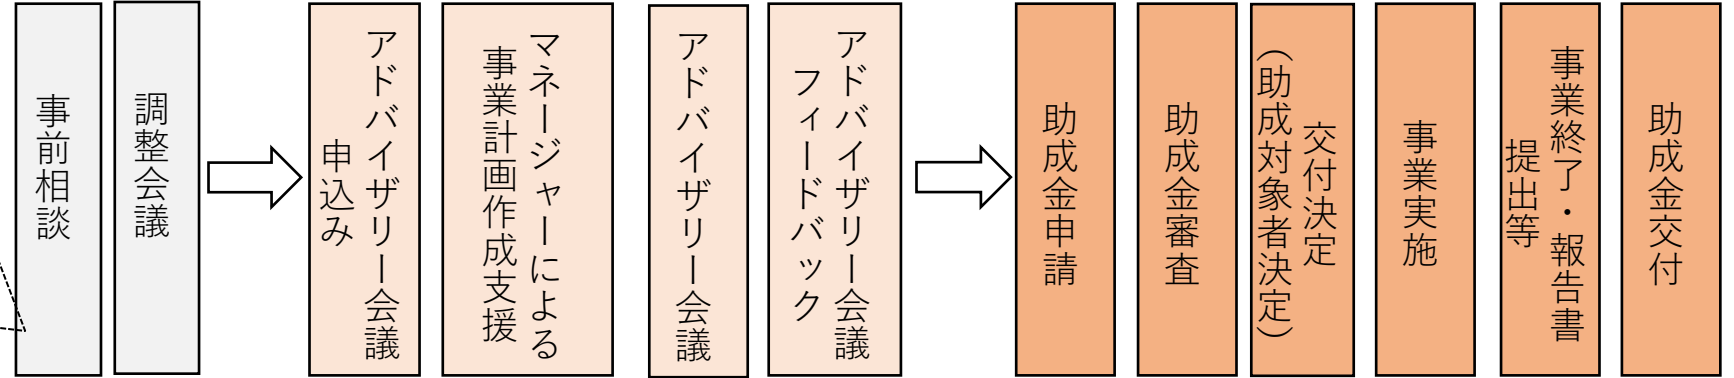 事前相談
調整会議
アドバイザリー会議
申込み
マネージャーによる
事業計画作成支援
アドバイザリー会議
アドバイザリー会議
フィードバック
助成金申請
助成金審査
交付決定
（助成対象者決定）
事業実施
事業終了・報告書
提出等
助成金交付